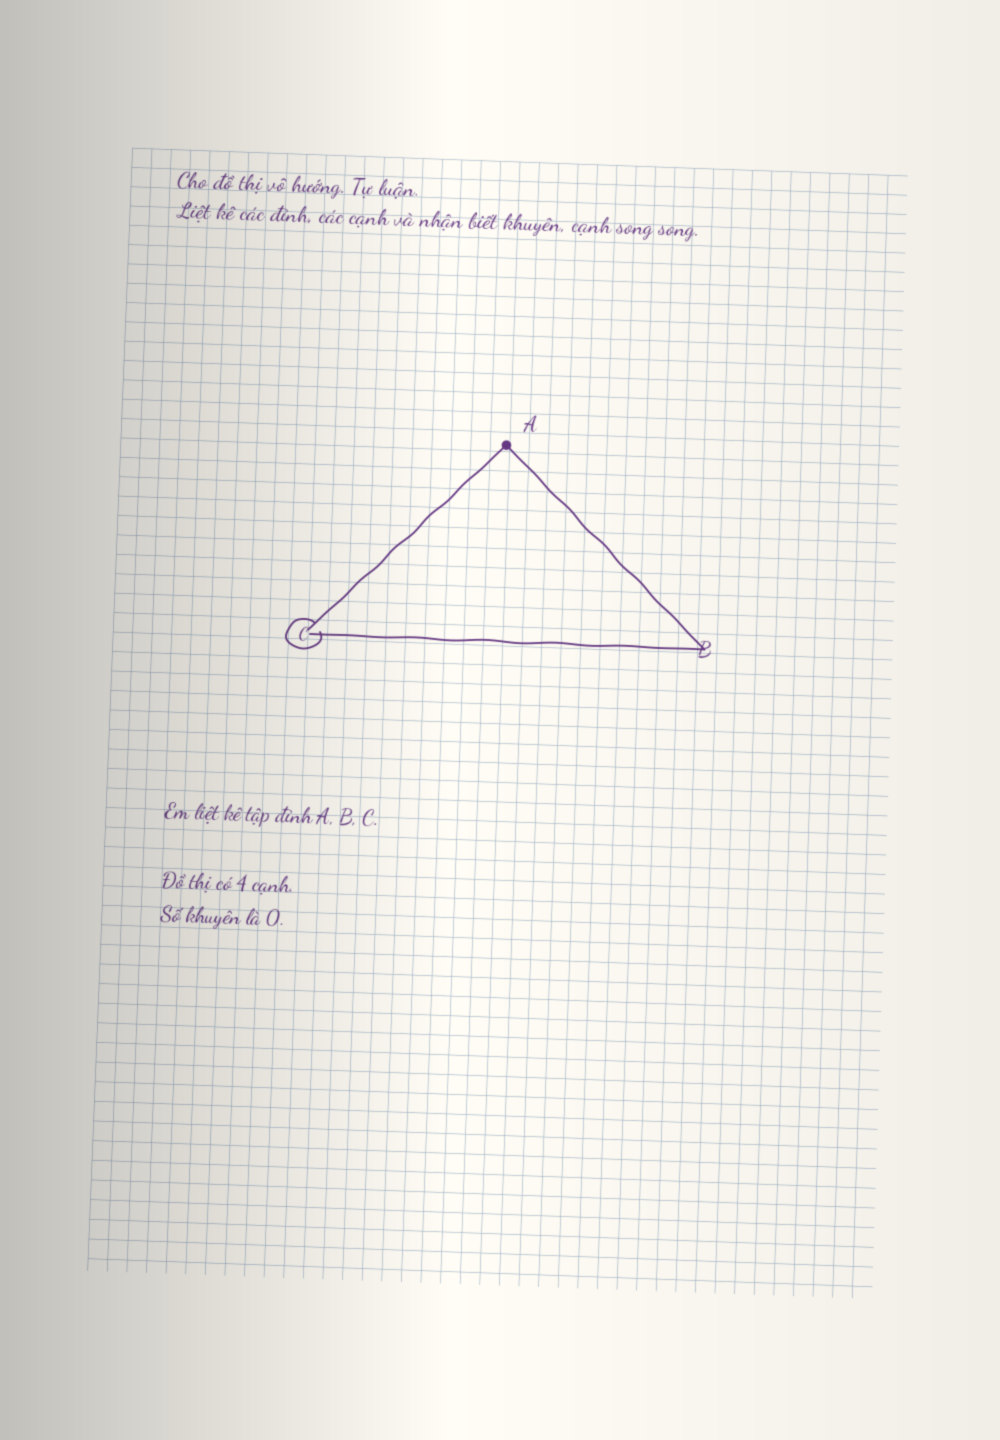 Cho đồ thị vô hướng. Tự luận.
Liệt kê các đỉnh, các cạnh và nhận biết khuyên, cạnh song song.
A
C
B
Em liệt kê tập đỉnh A, B, C.
Đồ thị có 4 cạnh.
Số khuyên là 0.